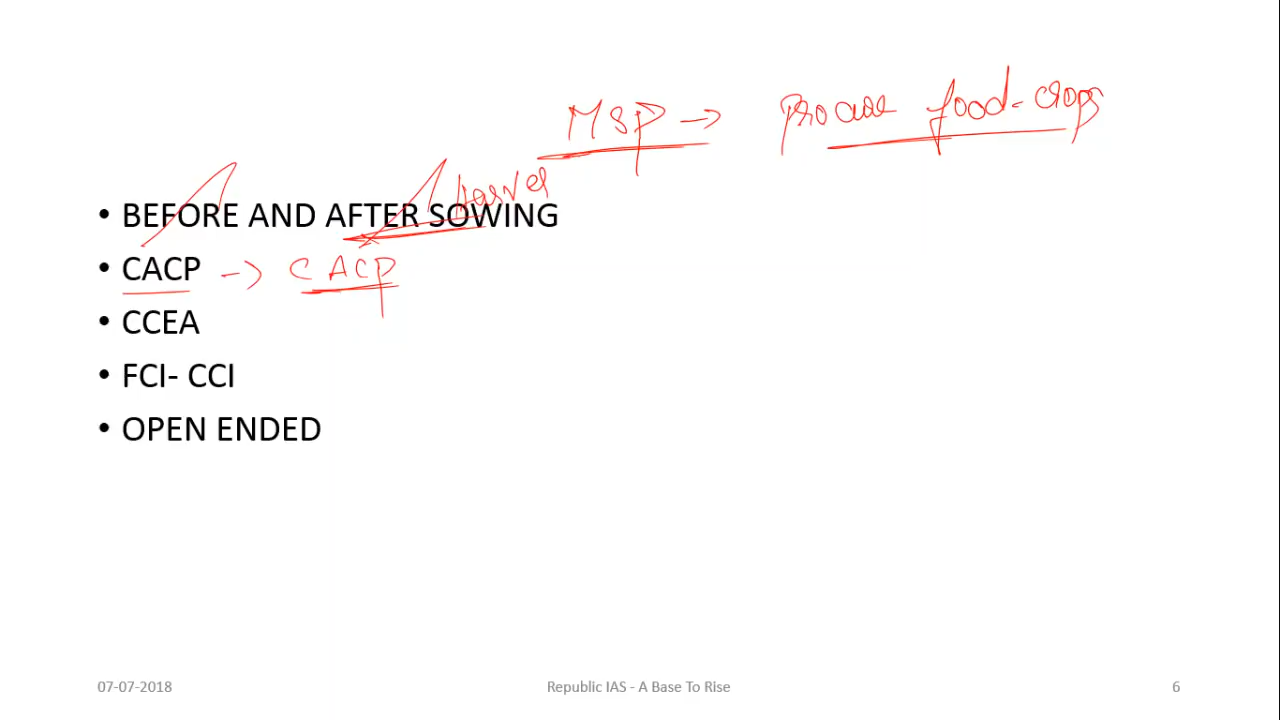 MSP → procure food-crops
Harves
• BEFORE AND AFTER SOWING
• CACP → CACP
• CCEA
• FCI- CCI
• OPEN ENDED
07-07-2018 Republic IAS - A Base To Rise 6